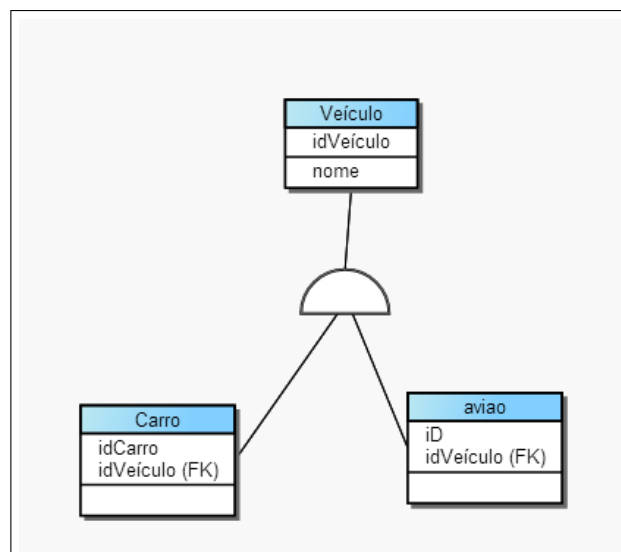 Veículo
idVeículo
nome
Carro
idCarro
idVeículo (FK)
aviao
iD
idVeículo (FK)